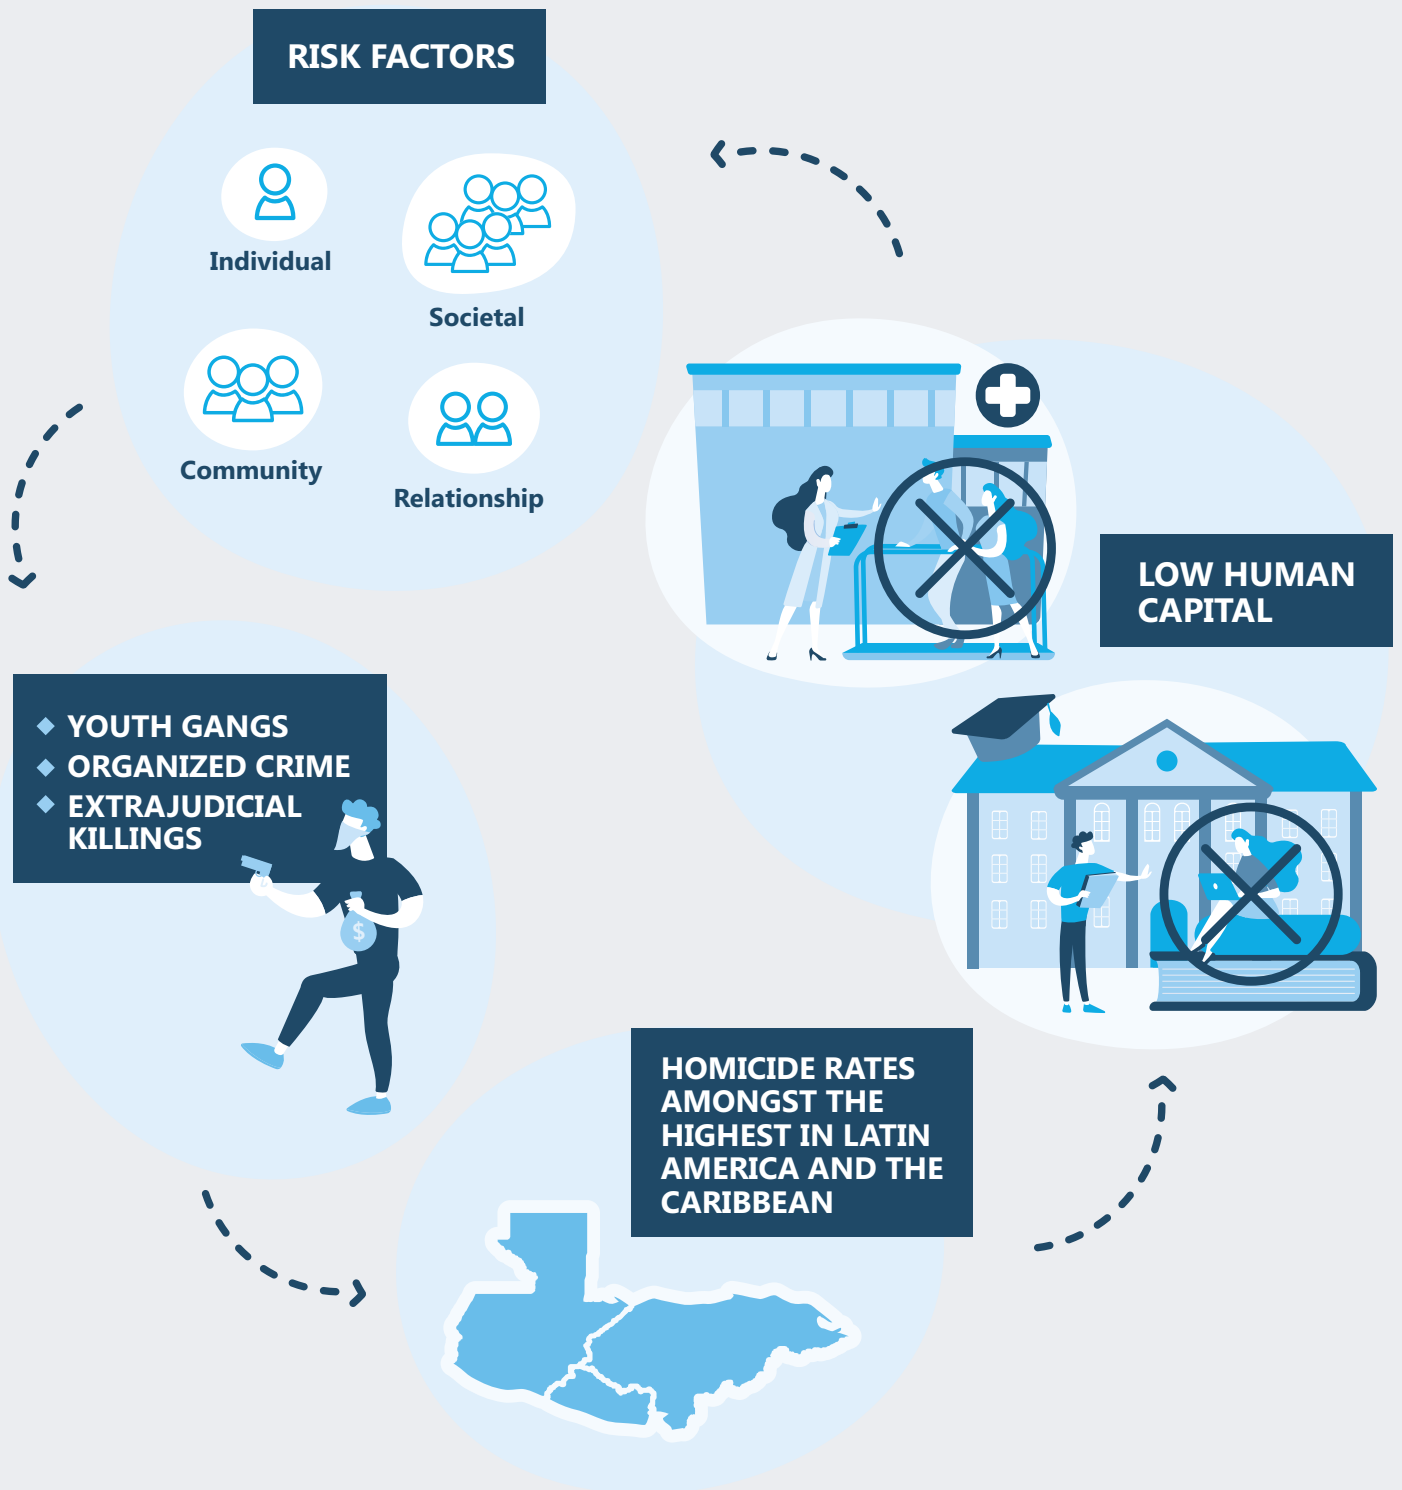 RISK FACTORS
Individual
Societal
Community
Relationship
LOW HUMAN
CAPITAL
YOUTH GANGS
ORGANIZED CRIME
EXTRAJUDICIAL
KILLINGS
$
HOMICIDE RATES
AMONGST THE
HIGHEST IN LATIN
AMERICA AND THE
CARIBBEAN